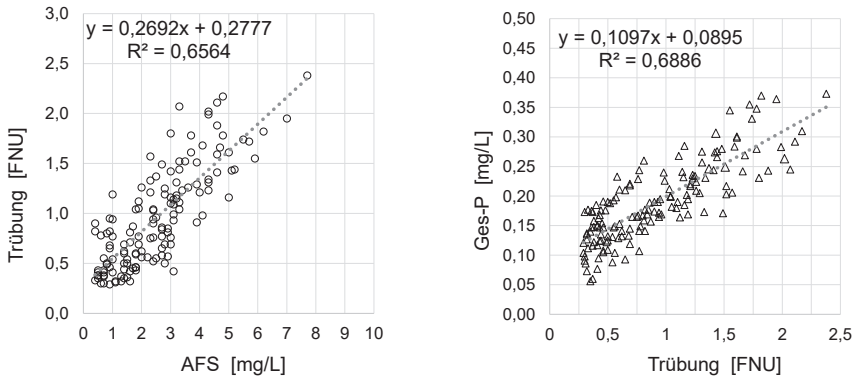 y = 0,2692x + 0,2777
R² = 0,6564
3,0
2,5
2,0
1,5
1,0
0,5
0,0
Trübung [FNU]
0 1 2 3 4 5 6 7 8 9 10
AFS [mg/L]
y = 0,1097x + 0,0895
R² = 0,6886
0,50
0,45
0,40
0,35
0,30
0,25
0,20
0,15
0,10
0,05
0,00
Ges-P [mg/L]
0 0,5 1 1,5 2 2,5
Trübung [FNU]